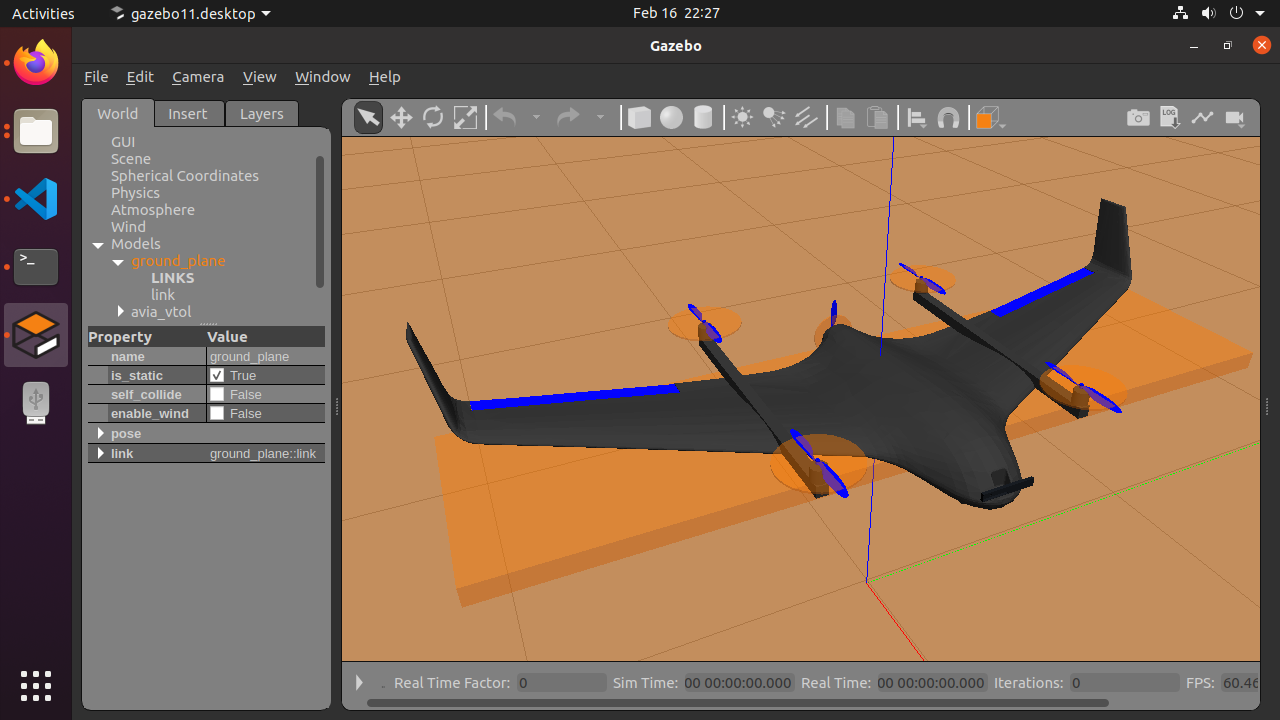 Activities gazebo11.desktop Feb 16 22:27
Gazebo
File Edit Camera View Window Help
World Insert Layers
LOG
GUI
Scene
Spherical Coordinates
Physics
Atmosphere
Wind
Models
ground_plane
LINKS
link
avia_vtol
Property Value
name ground_plane
is_static True
self_collide False
enable_wind False
pose
link ground_plane::link
Real Time Factor: 0 Sim Time: 00 00:00:00.000 Real Time: 00 00:00:00.000 Iterations: 0 FPS: 60.46